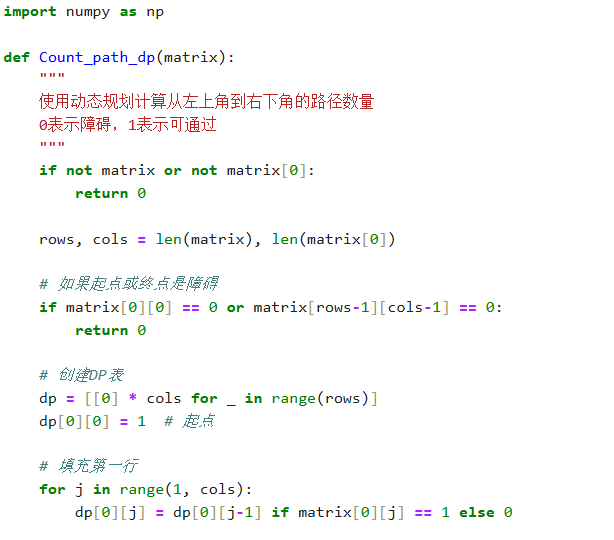 import numpy as np
def Count_path_dp(matrix):
"""
使用动态规划计算从左上角到右下角的路径数量
0表示障碍，1表示可通过
"""
if not matrix or not matrix[0]:
return 0
rows, cols = len(matrix), len(matrix[0])
# 如果起点或终点是障碍
if matrix[0][0] == 0 or matrix[rows-1][cols-1] == 0:
return 0
# 创建DP表
dp = [[0] * cols for _ in range(rows)]
dp[0][0] = 1  # 起点
# 填充第一行
for j in range(1, cols):
dp[0][j] = dp[0][j-1] if matrix[0][j] == 1 else 0